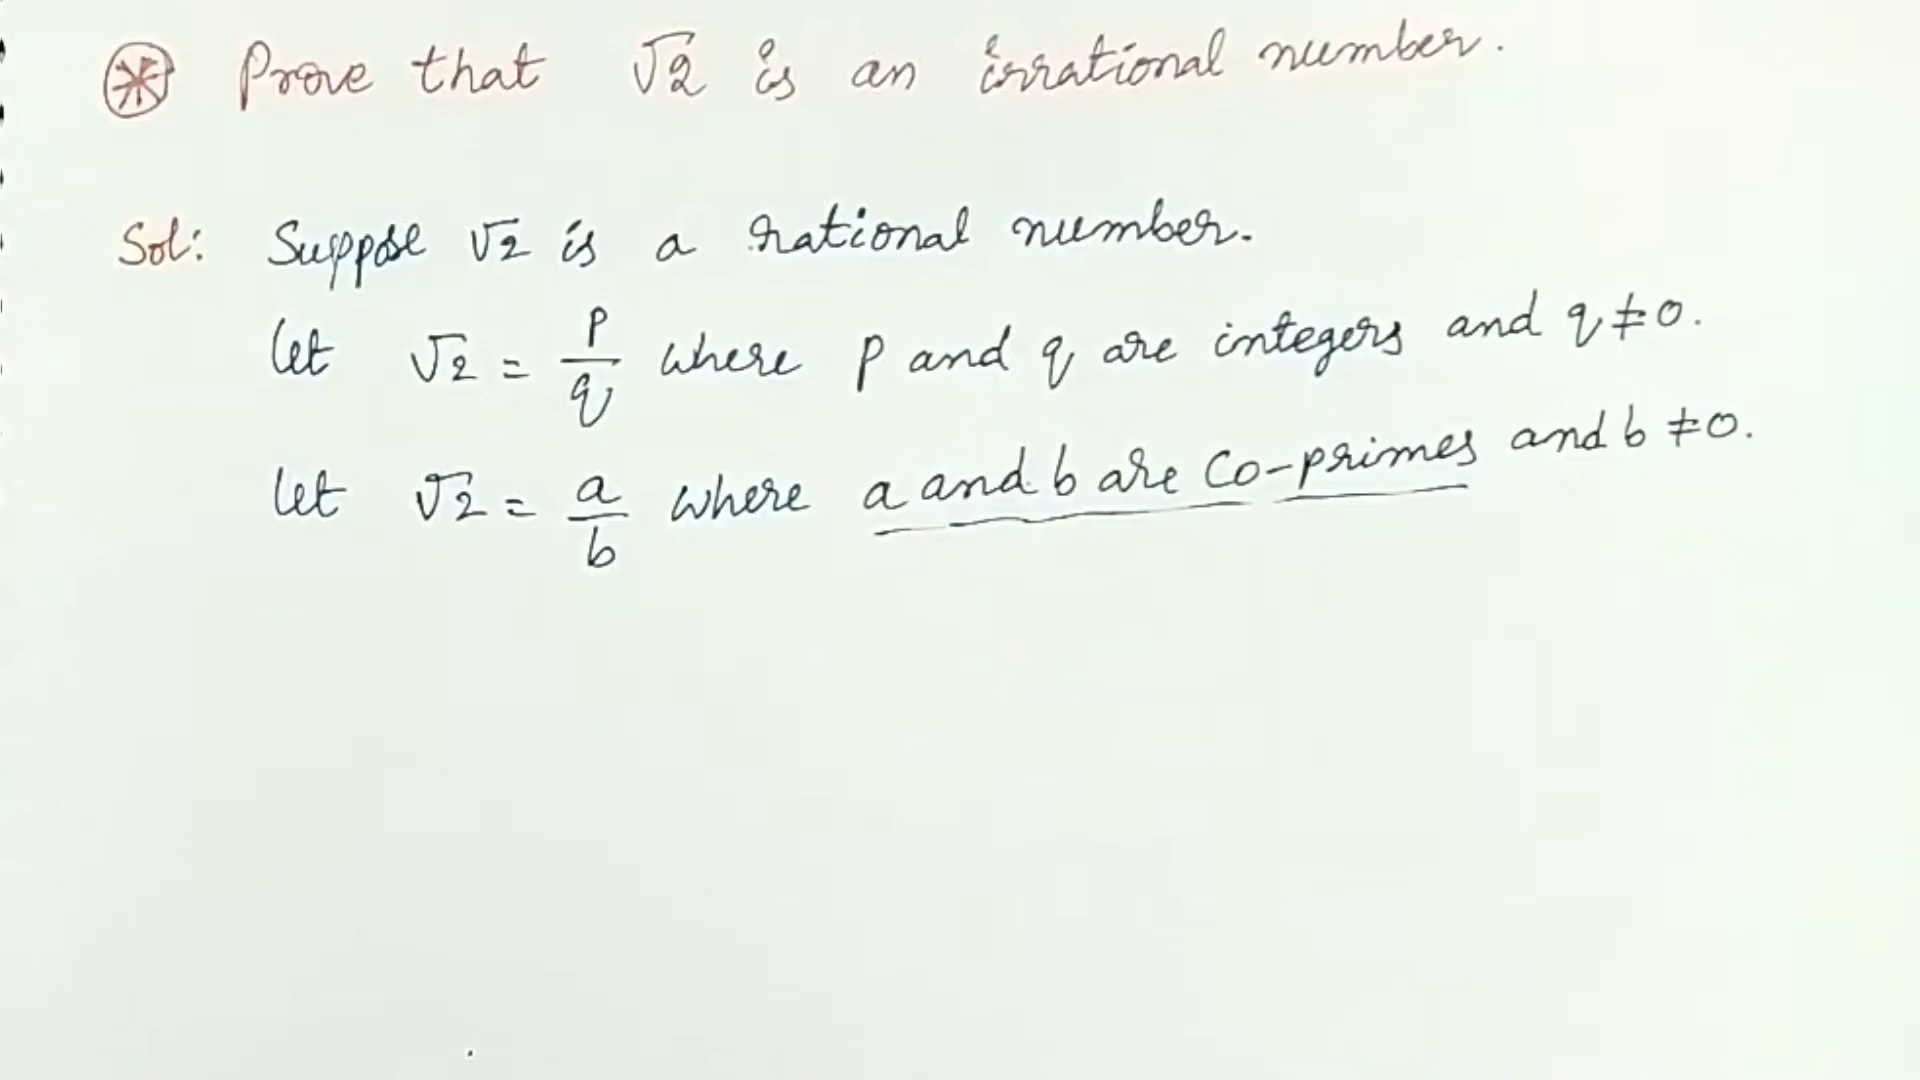 Prove that √2 is an irrational number.
Sol: Suppose √2 is a rational number.
Let √2 = p/q where p and q are integers and q ≠ 0.
Let √2 = a/b where a and b are Co-primes and b ≠ 0.